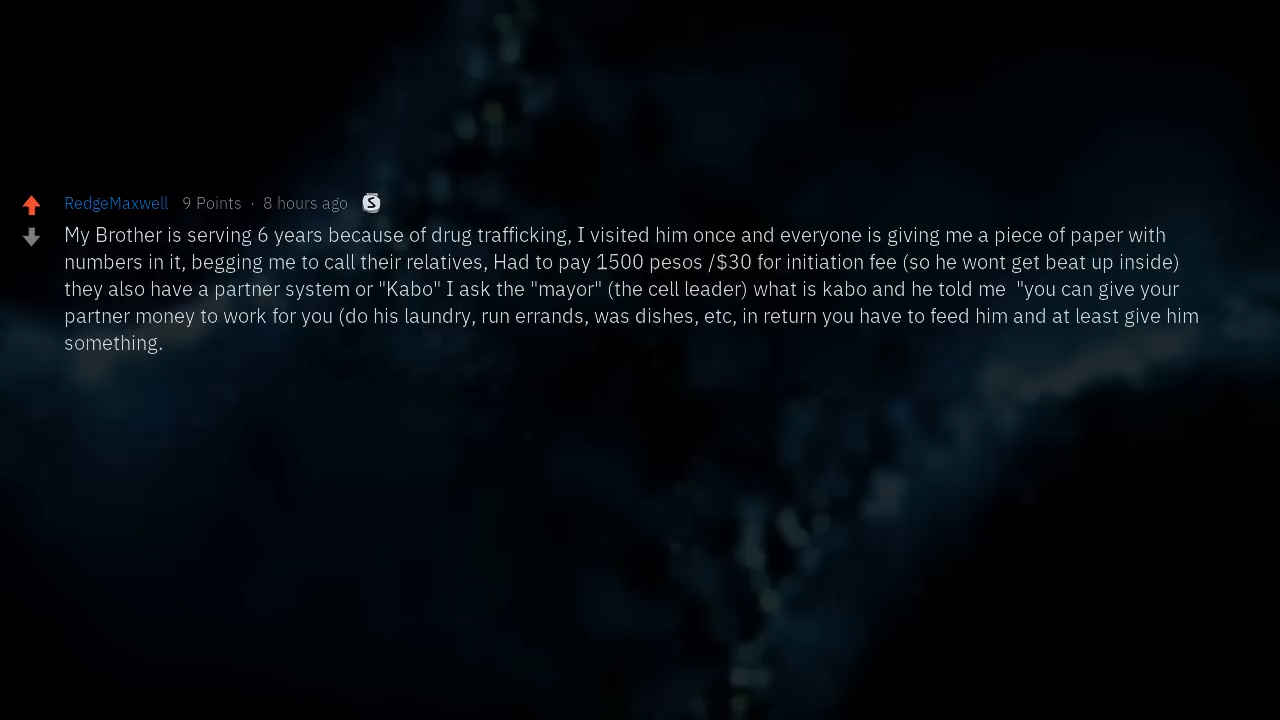 RedgeMaxwell 9 Points · 8 hours ago S
My Brother is serving 6 years because of drug trafficking, I visited him once and everyone is giving me a piece of paper with
numbers in it, begging me to call their relatives, Had to pay 1500 pesos /$30 for initiation fee (so he wont get beat up inside)
they also have a partner system or "Kabo" I ask the "mayor" (the cell leader) what is kabo and he told me  "you can give your
partner money to work for you (do his laundry, run errands, was dishes, etc, in return you have to feed him and at least give him
something.